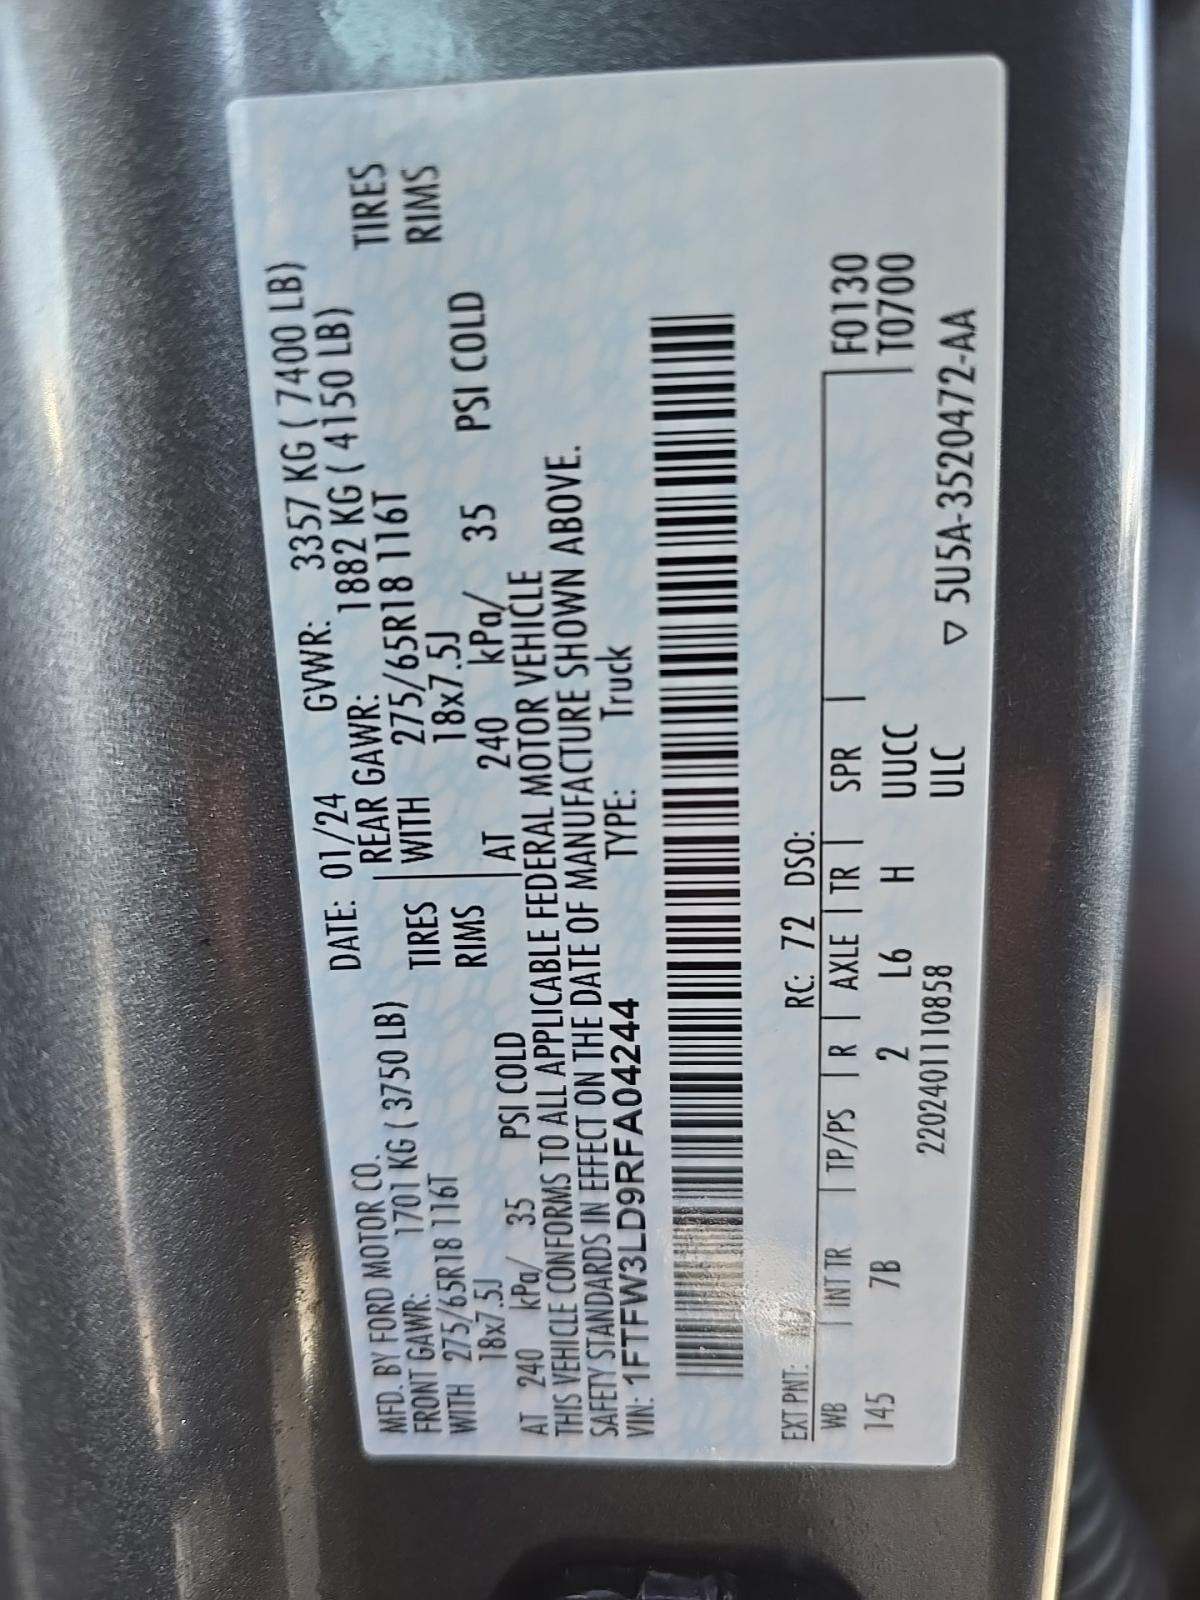 MFD. BY FORD MOTOR CO. DATE: 01/24 GVWR: 3357 KG ( 7400 LB)
FRONT GAWR: 1701 KG ( 3750 LB) REAR GAWR: 1882 KG ( 4150 LB)
WITH 275/65R18 116T TIRES WITH 275/65R18 116T TIRES
18x7.5J RIMS 18x7.5J RIMS
AT 240 kPa/ 35 PSI COLD AT 240 kPa/ 35 PSI COLD
THIS VEHICLE CONFORMS TO ALL APPLICABLE FEDERAL MOTOR VEHICLE
SAFETY STANDARDS IN EFFECT ON THE DATE OF MANUFACTURE SHOWN ABOVE.
VIN: 1FTFW3LD9RFA04244 TYPE: Truck
EXT PNT: RC: 72 DSO:
WB INT TR TP/PS R AXLE TR SPR F0130
145 7B 2 L6 H UUCC T0700
2202401110858 ULC
▽ 5U5A-3520472-AA